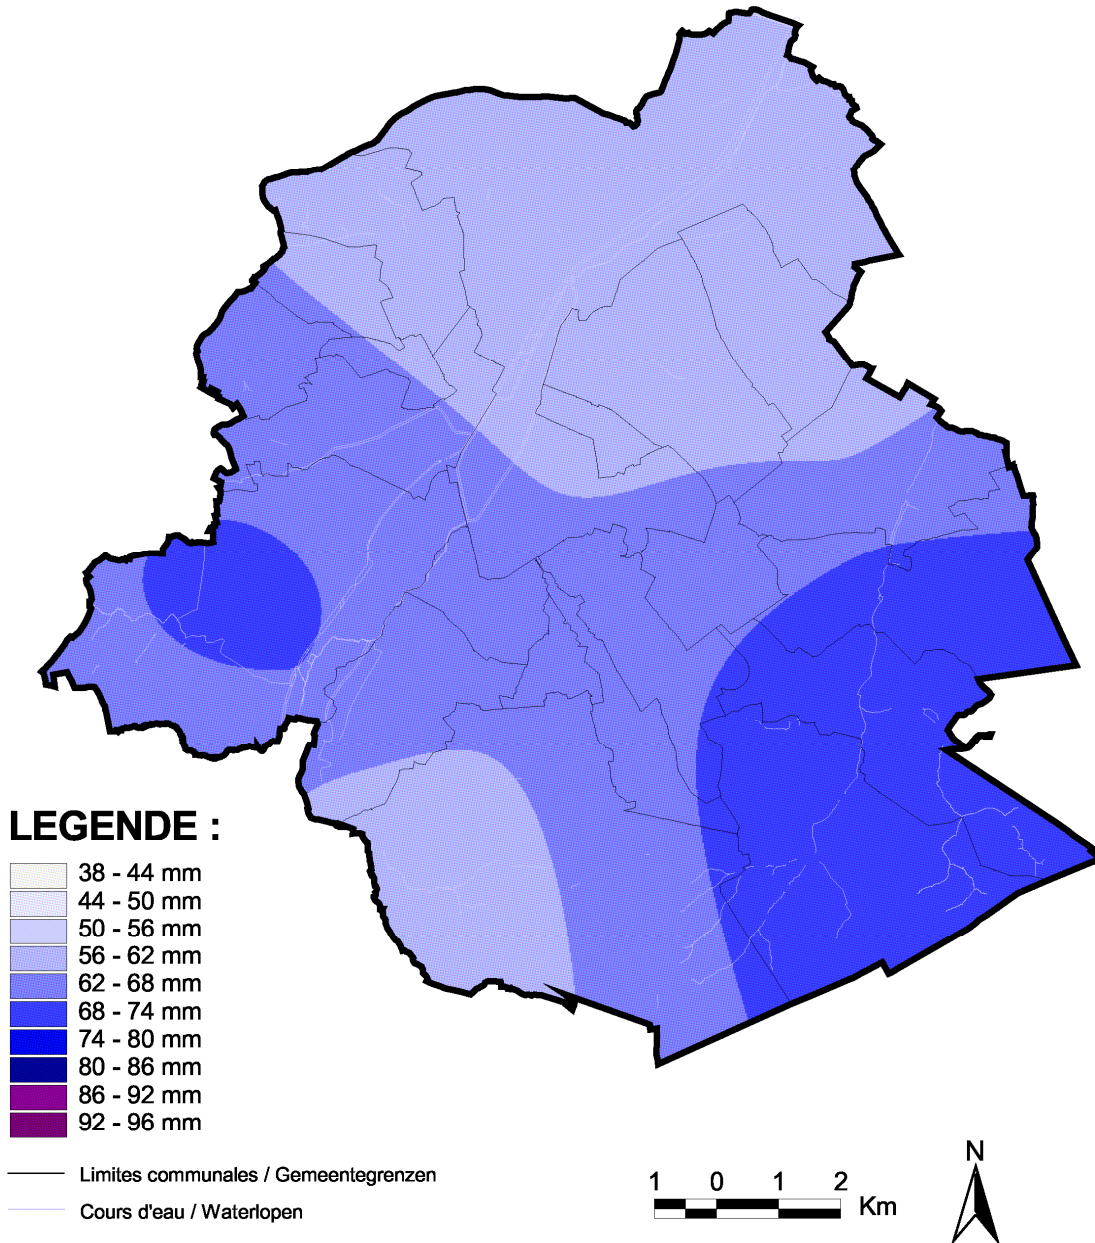 LEGENDE :
38 - 44 mm
44 - 50 mm
50 - 56 mm
56 - 62 mm
62 - 68 mm
68 - 74 mm
74 - 80 mm
80 - 86 mm
86 - 92 mm
92 - 96 mm
Limites communales / Gemeentegrenzen
Cours d'eau / Waterlopen
1 0 1 2
Km
N